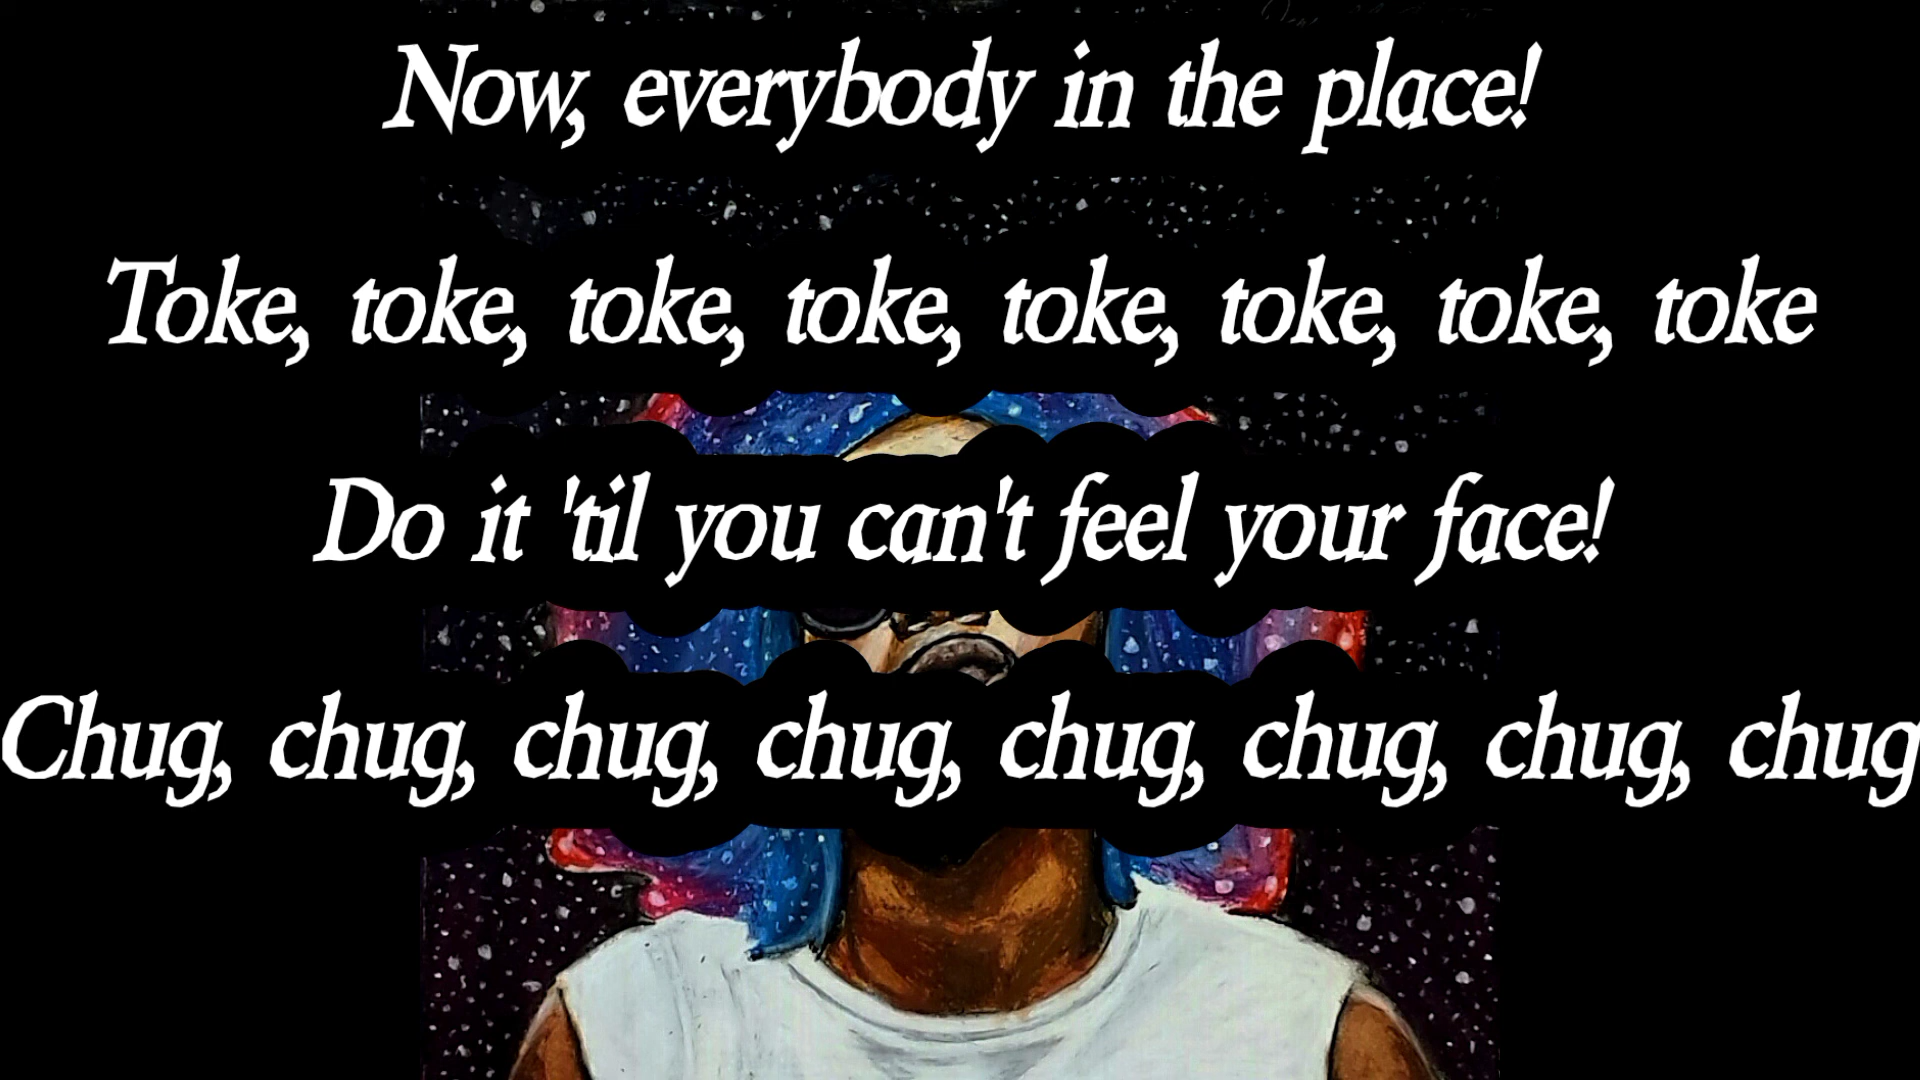 Now, everybody in the place!
Toke, toke, toke, toke, toke, toke, toke, toke
Do it 'til you can't feel your face!
Chug, chug, chug, chug, chug, chug, chug, chug